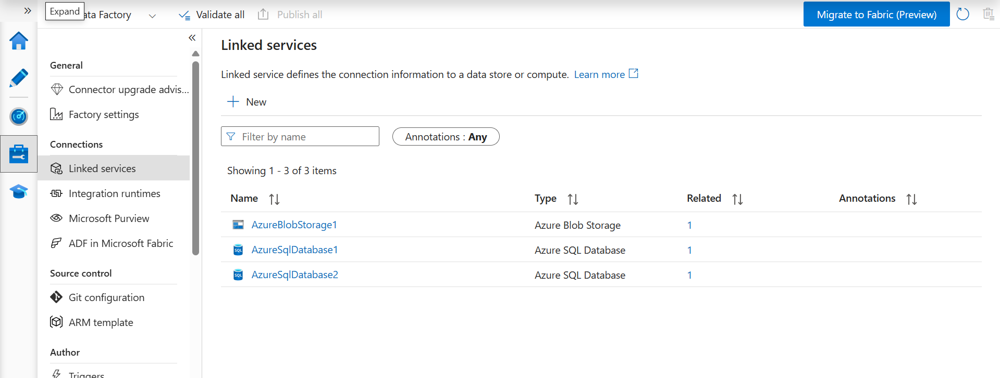 Expand
ata Factory
Validate all
Publish all
Migrate to Fabric (Preview)
General
Connector upgrade advis...
Factory settings
Connections
Linked services
Integration runtimes
Microsoft Purview
ADF in Microsoft Fabric
Source control
Git configuration
ARM template
Author
Triggers
Linked services
Linked service defines the connection information to a data store or compute. Learn more
New
Filter by name
Annotations : Any
Showing 1 - 3 of 3 items
Name Type Related Annotations
AzureBlobStorage1 Azure Blob Storage 1
SQL AzureSqlDatabase1 Azure SQL Database 1
SQL AzureSqlDatabase2 Azure SQL Database 1